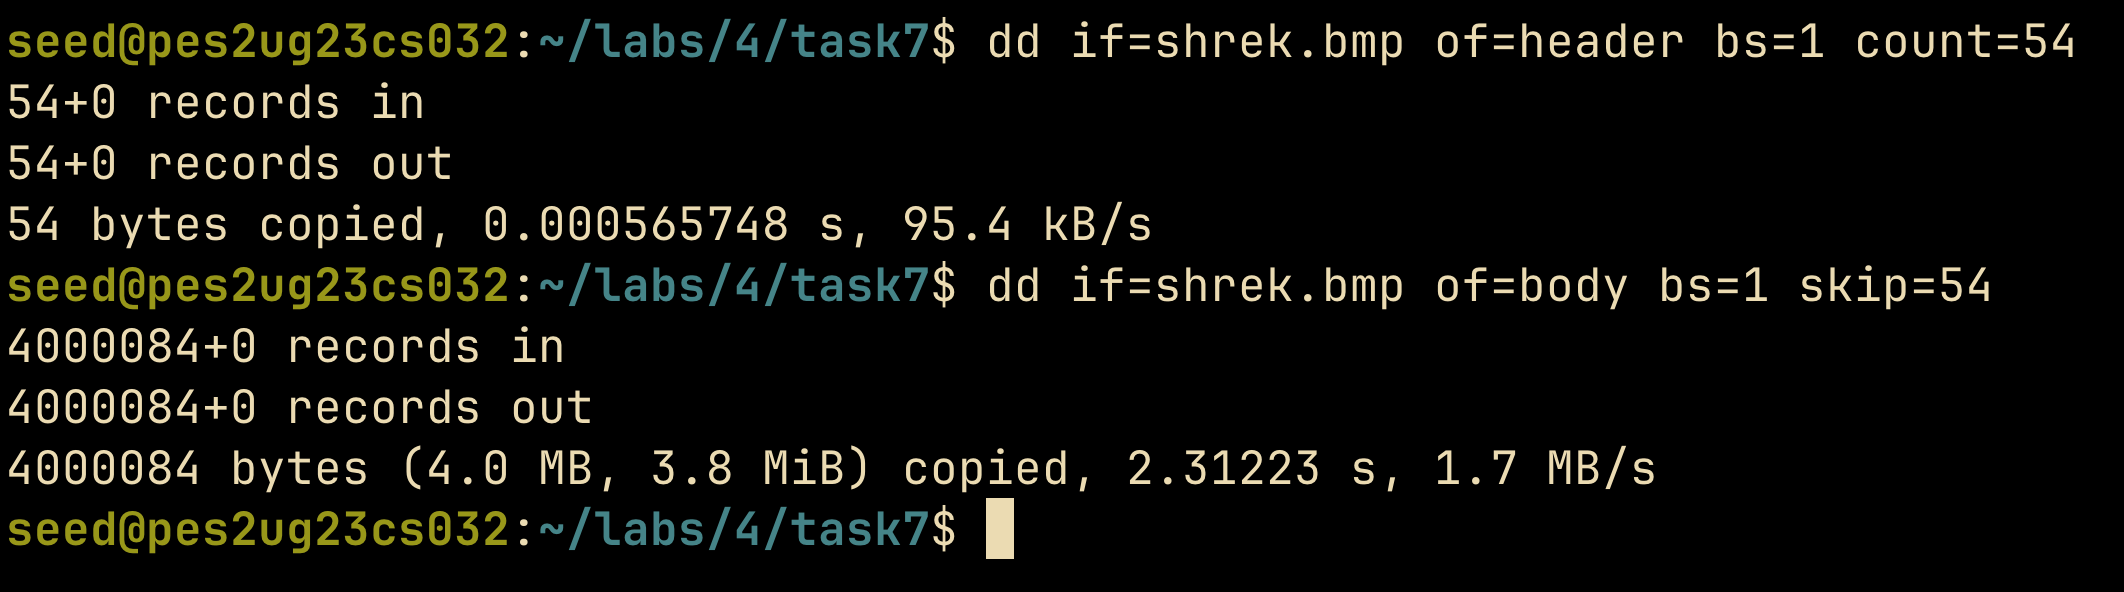 seed@pes2ug23cs032:~/labs/4/task7$ dd if=shrek.bmp of=header bs=1 count=54
54+0 records in
54+0 records out
54 bytes copied, 0.000565748 s, 95.4 kB/s
seed@pes2ug23cs032:~/labs/4/task7$ dd if=shrek.bmp of=body bs=1 skip=54
4000084+0 records in
4000084+0 records out
4000084 bytes (4.0 MB, 3.8 MiB) copied, 2.31223 s, 1.7 MB/s
seed@pes2ug23cs032:~/labs/4/task7$